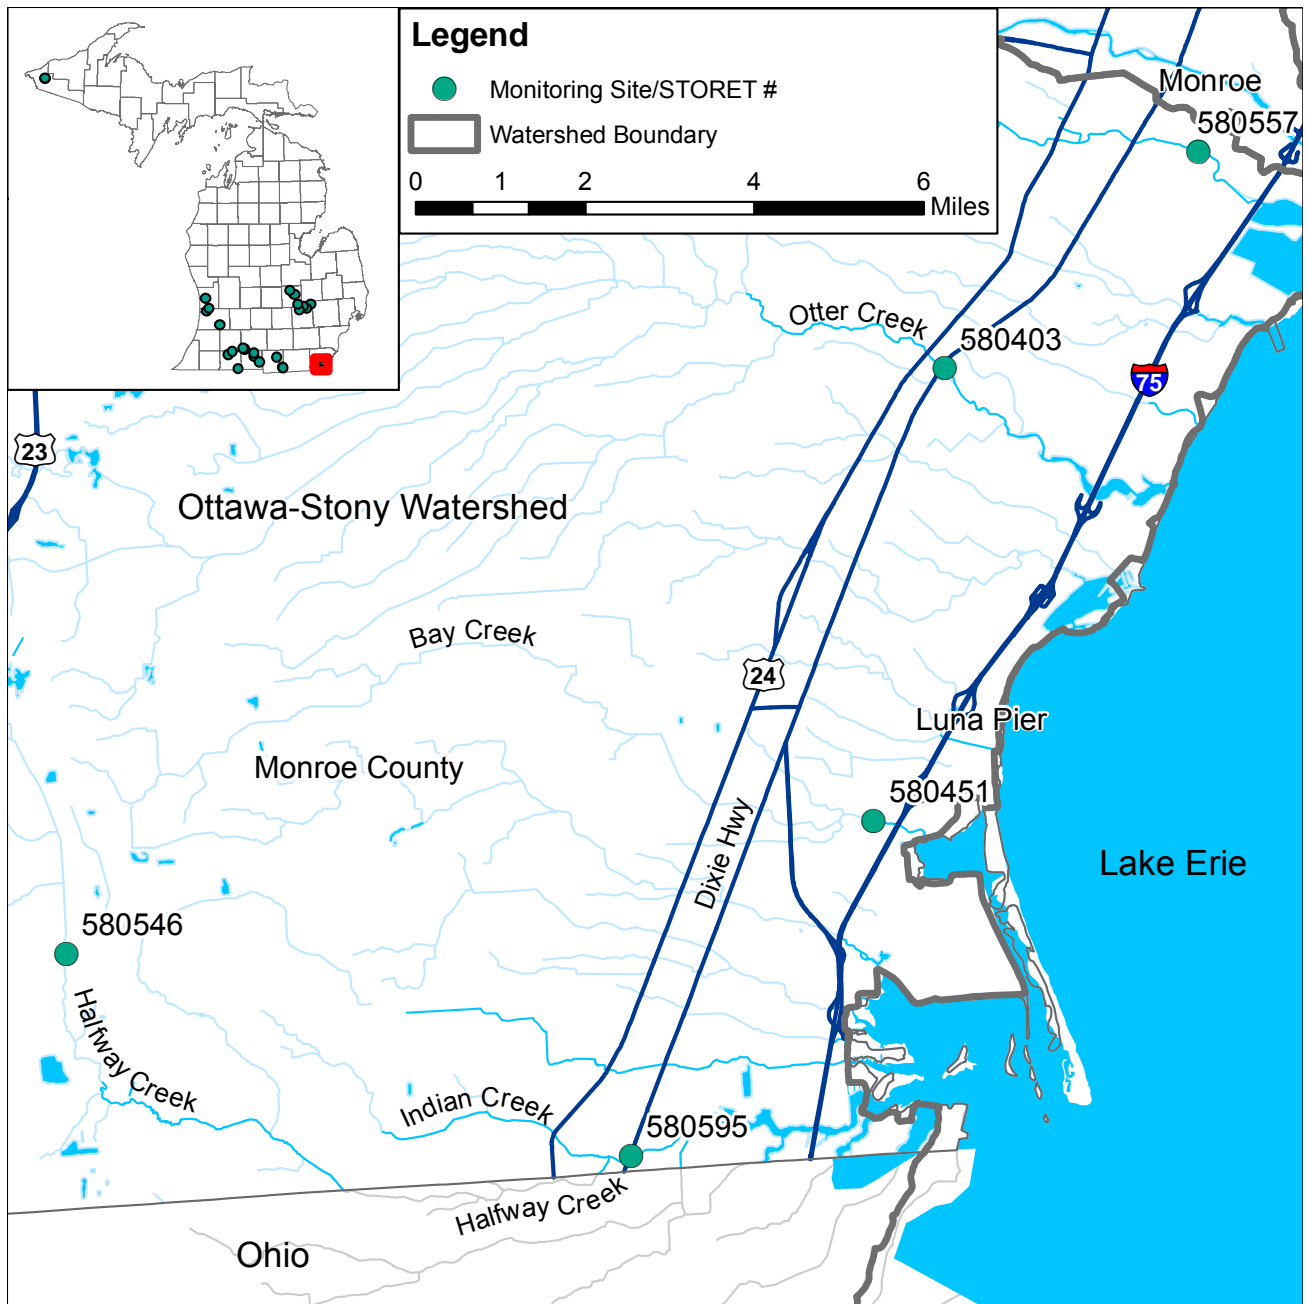 Legend
Monitoring Site/STORET #
Watershed Boundary
0 1 2 4 6
Miles
Monroe
580557
Otter Creek
580403
75
23
Ottawa-Stony Watershed
Bay Creek
24
Luna Pier
Monroe County
580451
Dixie Hwy
Lake Erie
580546
Halfway Creek
Indian Creek
580595
Halfway Creek
Ohio